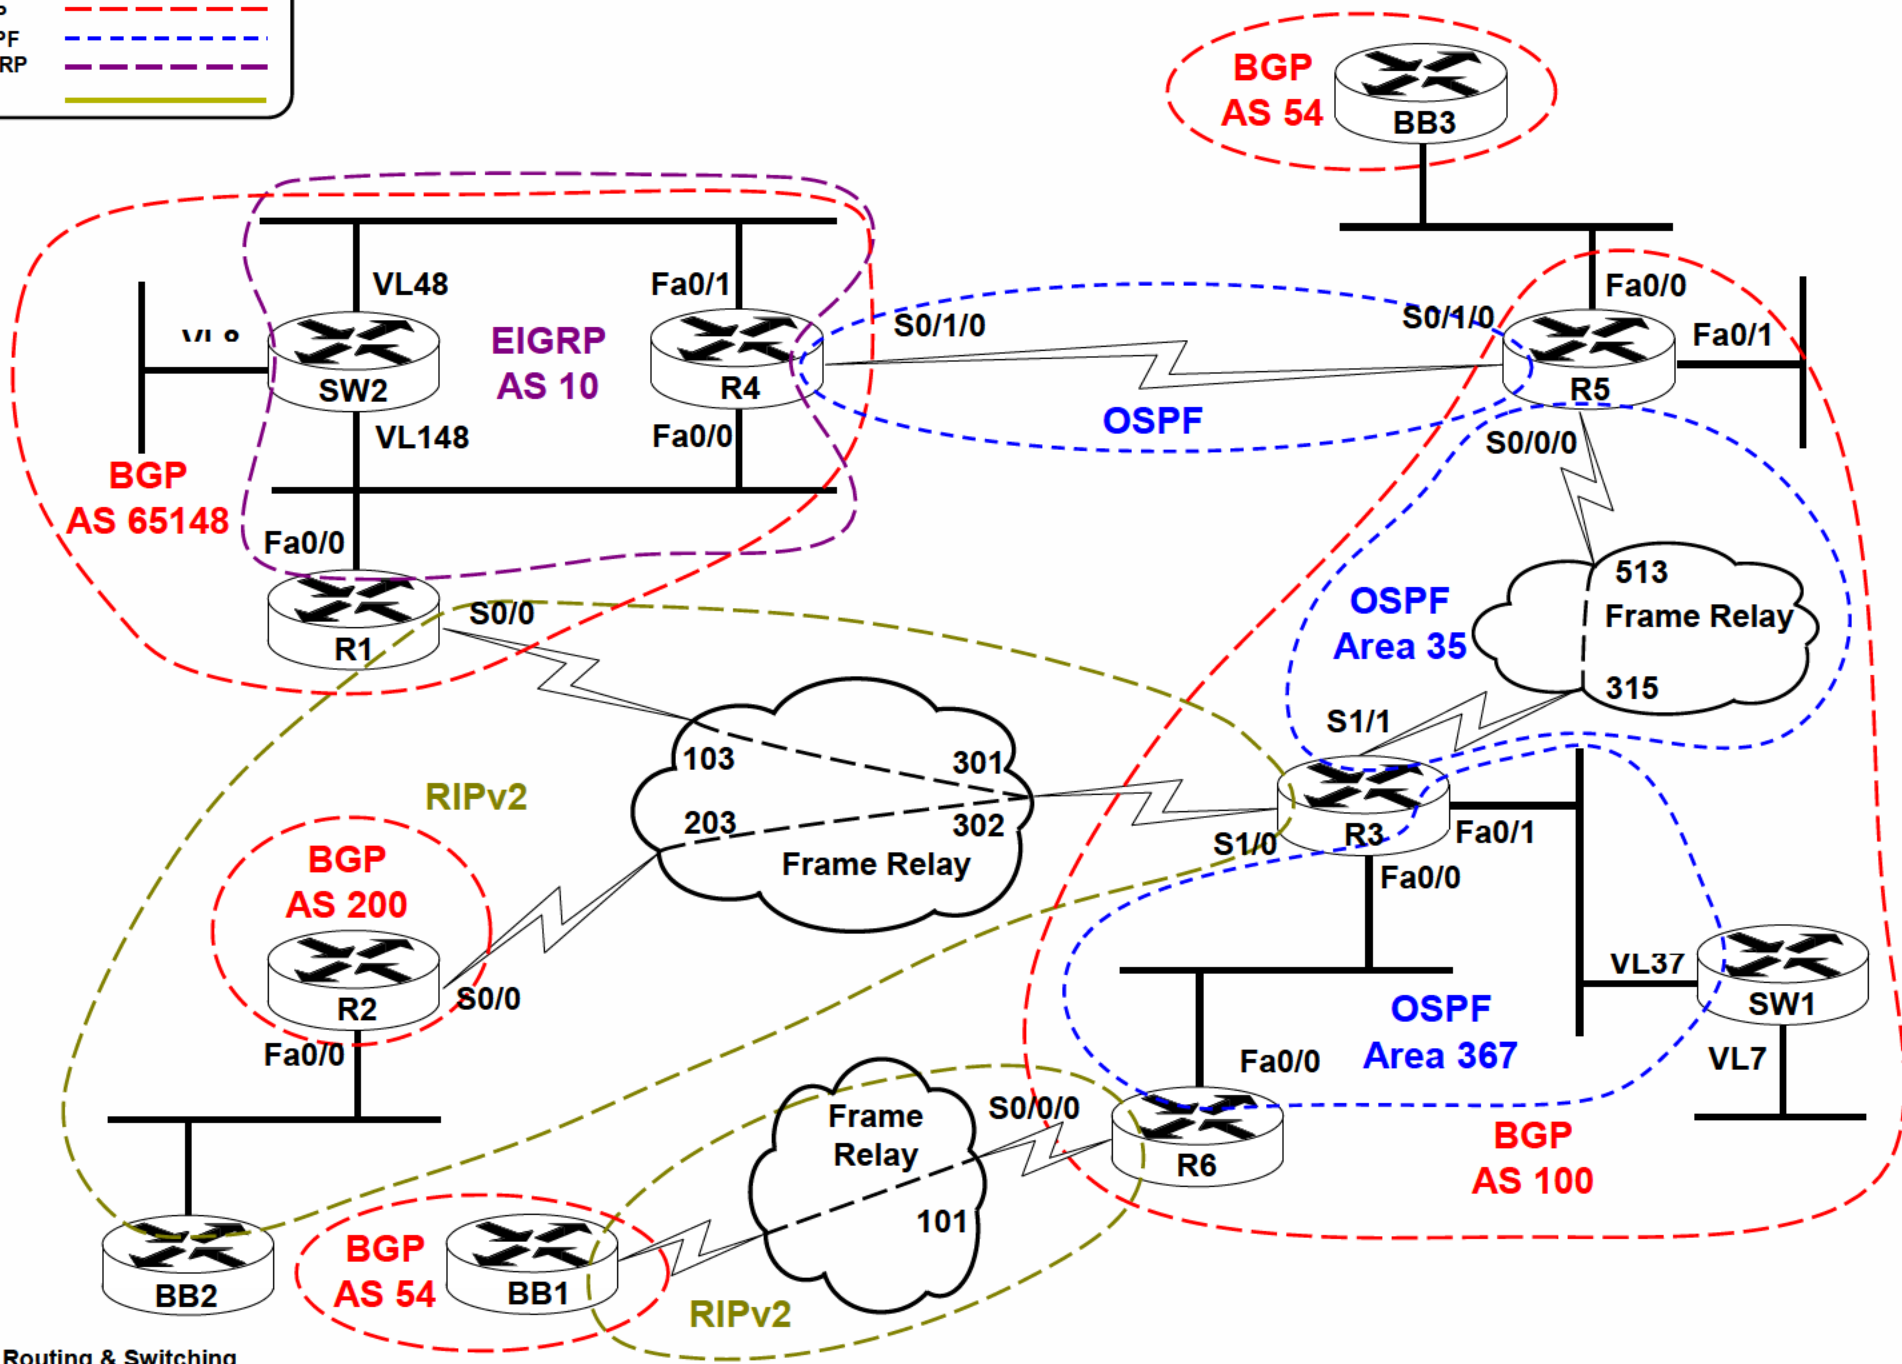 BGP
AS 54
BB3
VL48
Fa0/1
Fa0/0
S0/1/0
S0/1/0
Fa0/1
EIGRP
AS 10
SW2
R4
R5
OSPF
VL148
Fa0/0
S0/0/0
BGP
AS 65148
Fa0/0
513
Frame Relay
OSPF
Area 35
S0/0
R1
315
S1/1
103
301
RIPv2
203
302
R3
Fa0/1
S1/0
Frame Relay
Fa0/0
BGP
AS 200
VL37
R2
S0/0
SW1
OSPF
Area 367
Fa0/0
Fa0/0
VL7
Frame
Relay
S0/0/0
BGP
AS 100
R6
101
BGP
AS 54
BB2
BB1
RIPv2
Routing & Switching